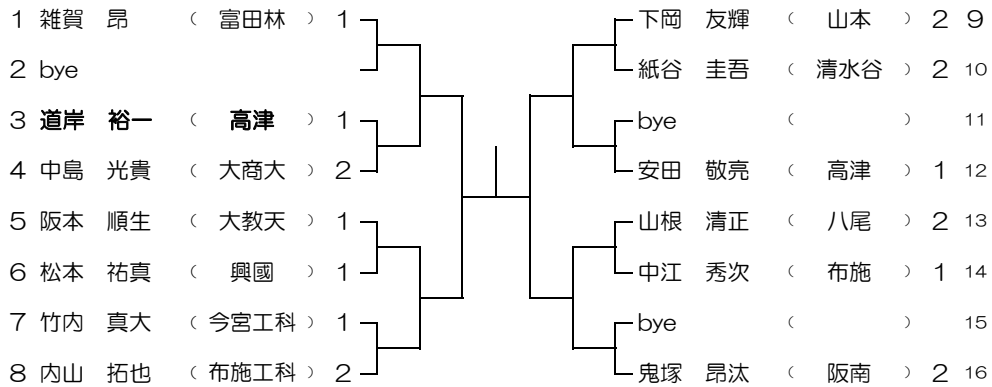 1 雑賀 昂 ( 富田林 ) 1
2 bye
3 道岸 裕一 ( 高津 ) 1
4 中島 光貴 ( 大商大 ) 2
5 阪本 順生 ( 大教天 ) 1
6 松本 祐真 ( 興國 ) 1
7 竹内 真大 ( 今宮工科 ) 1
8 内山 拓也 ( 布施工科 ) 2
下岡 友輝 ( 山本 ) 2 9
紙谷 圭吾 ( 清水谷 ) 2 10
bye ( ) 11
安田 敬亮 ( 高津 ) 1 12
山根 清正 ( 八尾 ) 2 13
中江 秀次 ( 布施 ) 1 14
bye ( ) 15
鬼塚 昂汰 ( 阪南 ) 2 16